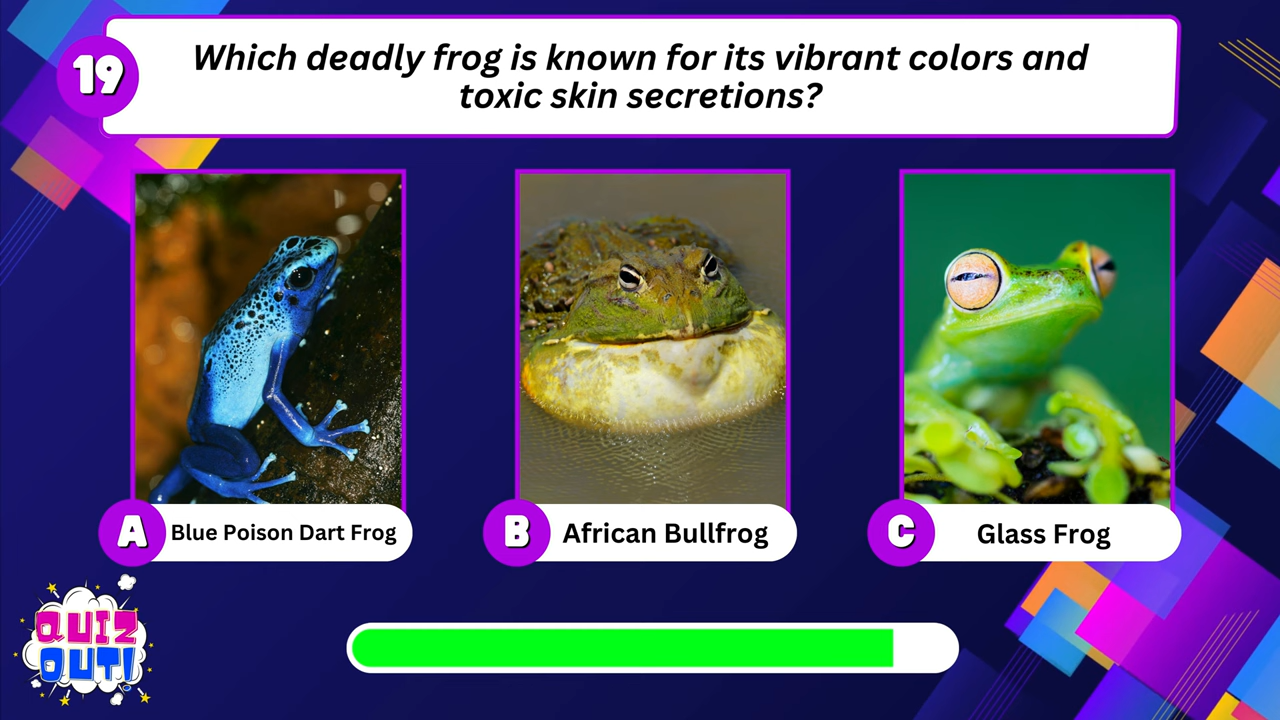 19
Which deadly frog is known for its vibrant colors and
toxic skin secretions?
A Blue Poison Dart Frog
B African Bullfrog
C Glass Frog
QUIZ
OUT!